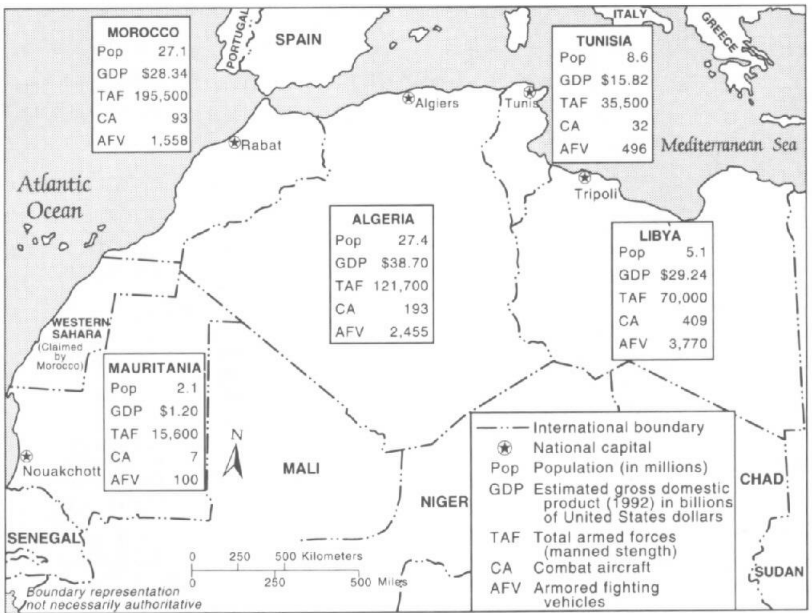 MOROCCO
Pop 27.1
GDP $28.34
TAF 195,500
CA 93
AFV 1,558
PORTUGAL
SPAIN
ITALY
GREECE
TUNISIA
Pop 8.6
GDP $15.82
TAF 35,500
CA 32
AFV 496
Algiers
Tunis
Rabat
Mediterranean Sea
Tripoli
Atlantic
Ocean
ALGERIA
Pop 27.4
GDP $38.70
TAF 121,700
CA 193
AFV 2,455
LIBYA
Pop 5.1
GDP $29.24
TAF 70,000
CA 409
AFV 3,770
WESTERN
SAHARA
(Claimed
by
Morocco)
MAURITANIA
Pop 2.1
GDP $1.20
TAF 15,600
CA 7
AFV 100
Nouakchott
N
MALI
NIGER
CHAD
SENEGAL
SUDAN
International boundary
National capital
Pop Population (in millions)
GDP Estimated gross domestic
product (1992) in billions
of United States dollars
TAF Total armed forces
(manned stength)
CA Combat aircraft
AFV Armored fighting
vehicles
0 250 500 Kilometers
0 250 500 Miles
Boundary representation
not necessarily authoritative